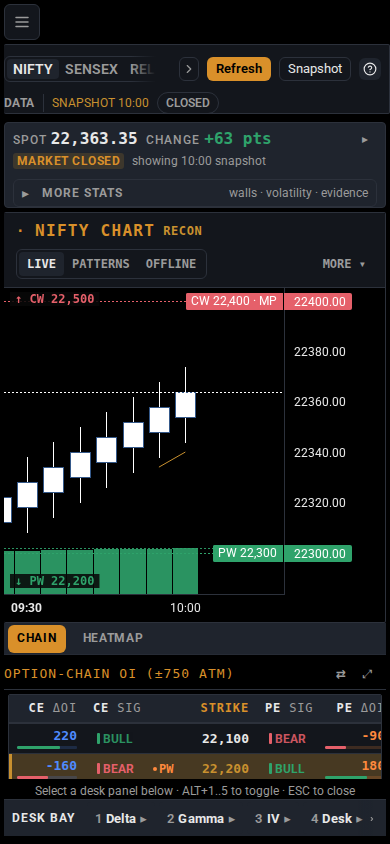 NIFTY SENSEX REL › Refresh Snapshot
DATA SNAPSHOT 10:00 CLOSED
SPOT 22,363.35 CHANGE +63 pts ▸
MARKET CLOSED showing 10:00 snapshot
▸ MORE STATS walls · volatility · evidence
· NIFTY CHART RECON
LIVE PATTERNS OFFLINE MORE ▾
↑ CW 22,500 CW 22,400 · MP 22400.00
22380.00
22360.00
22340.00
22320.00
PW 22,300 22300.00
↓ PW 22,200
09:30 10:00
CHAIN HEATMAP
OPTION-CHAIN OI (±750 ATM) ⇄ ⤢
CE ΔOI CE SIG STRIKE PE SIG PE ΔOI
220 BULL 22,100 BEAR -90
-160 BEAR •PW 22,200 BULL 180
Select a desk panel below · ALT+1..5 to toggle · ESC to close
DESK BAY 1 Delta ▸ 2 Gamma ▸ 3 IV ▸ 4 Desk ▸ ›